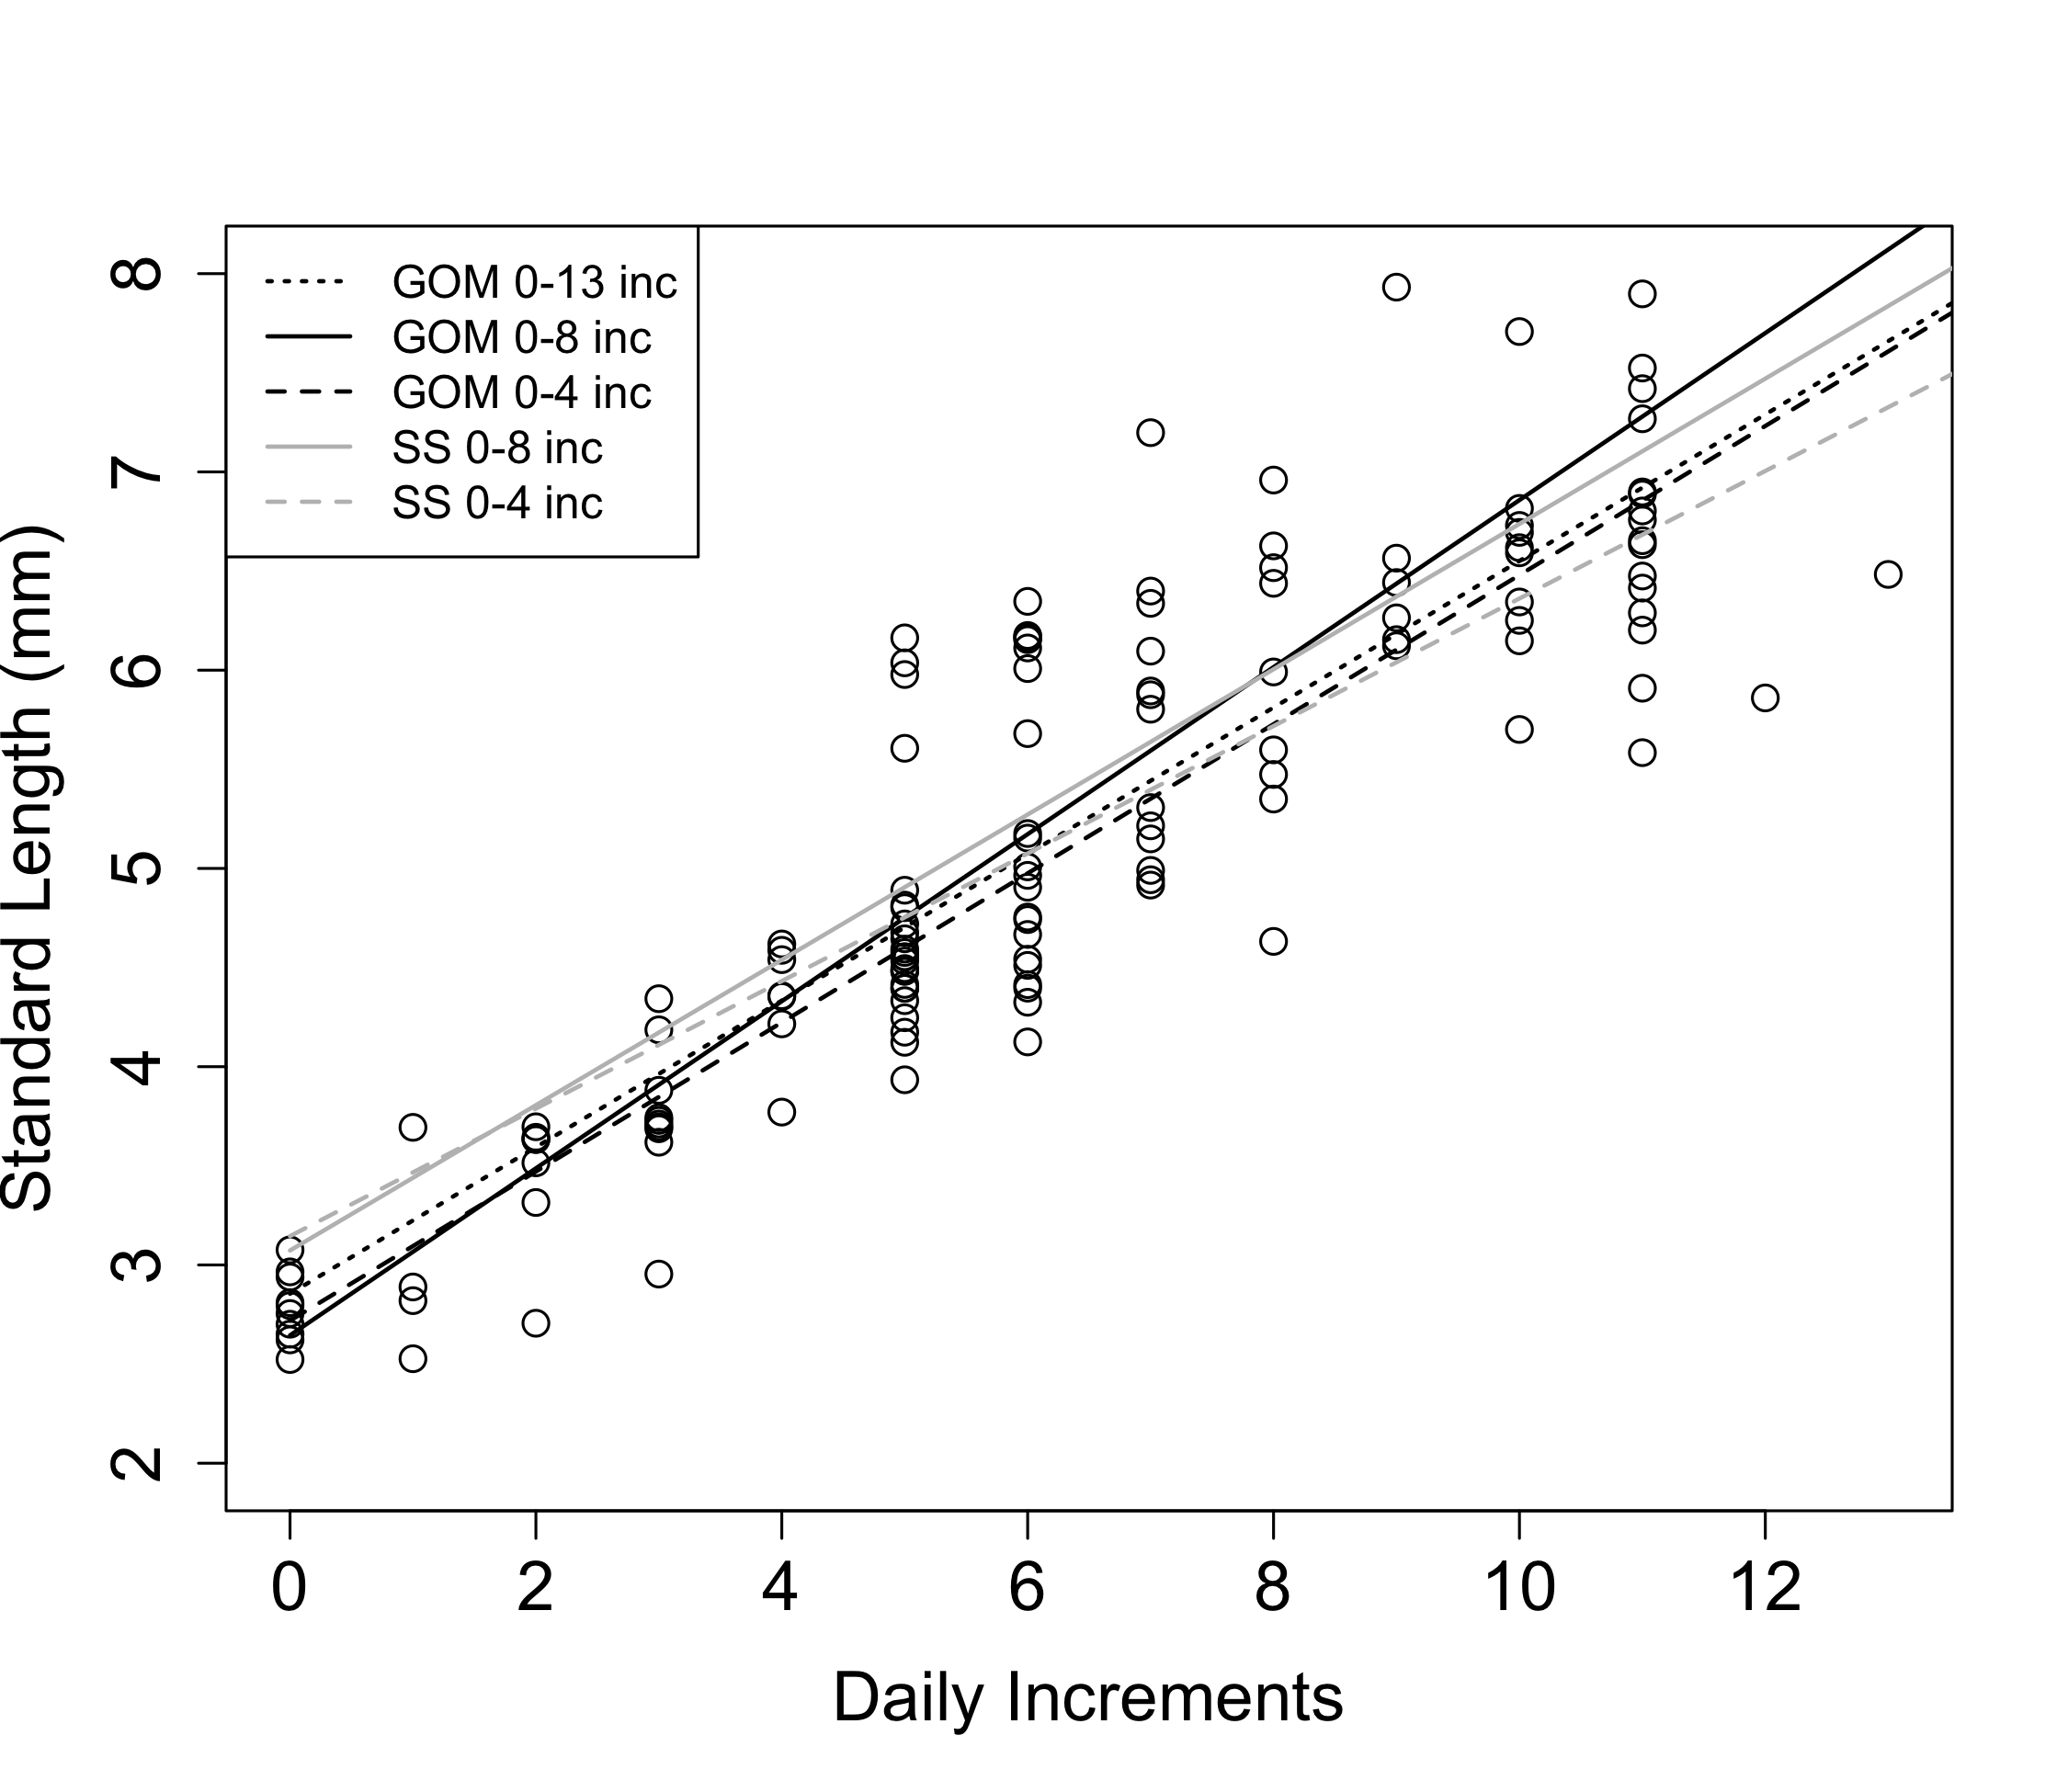 GOM 0-13 inc
GOM 0-8 inc
GOM 0-4 inc
SS 0-8 inc
SS 0-4 inc
8
7
6
5
4
3
2
Standard Length (mm)
0 2 4 6 8 10 12
Daily Increments